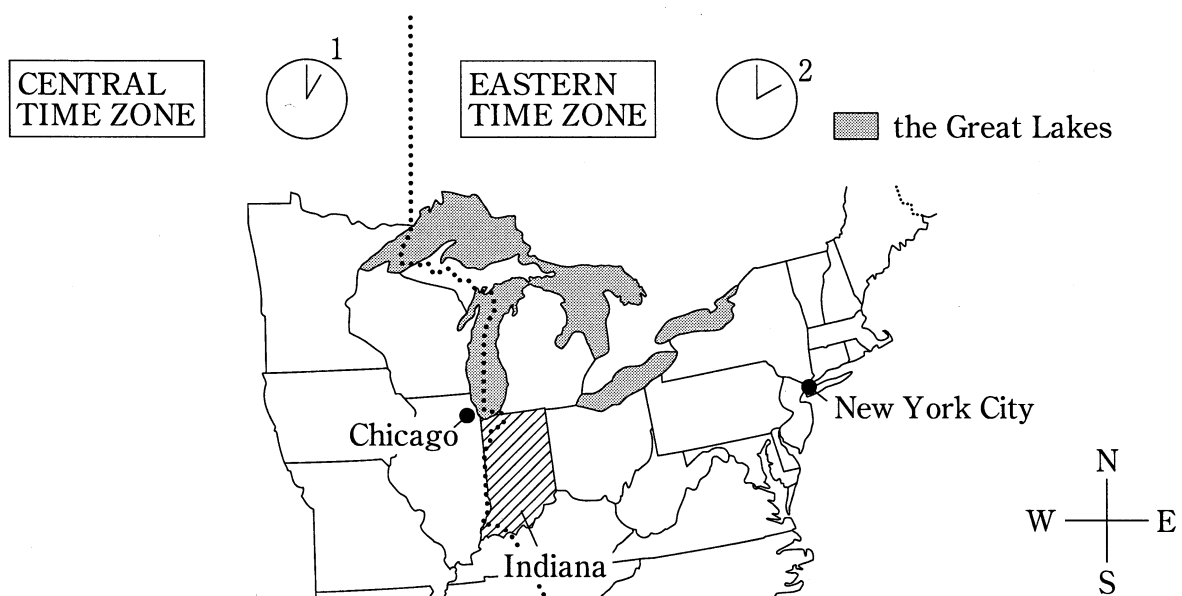 CENTRAL
TIME ZONE
1
EASTERN
TIME ZONE
2
the Great Lakes
Chicago
New York City
Indiana
N
W
E
S